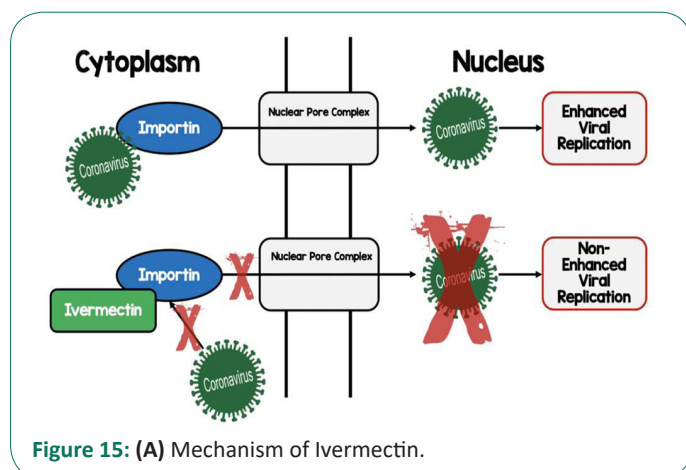 Cytoplasm
Nucleus
Importin
Coronavirus
Nuclear Pore Complex
Coronavirus
Enhanced
Viral
Replication
Importin
Ivermectin
Coronavirus
Nuclear Pore Complex
Coronavirus
Non-
Enhanced
Viral
Replication
Figure 15: (A) Mechanism of Ivermectin.